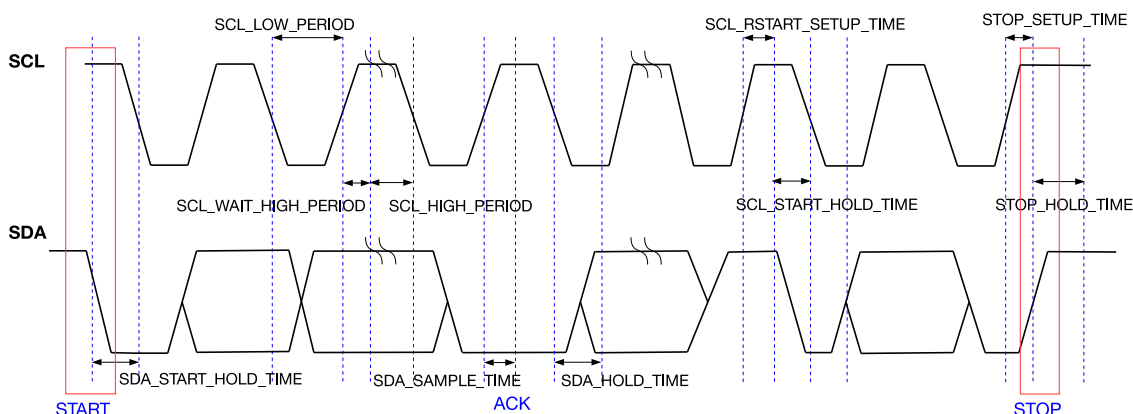 SCL_LOW_PERIOD
SCL_RSTART_SETUP_TIME
STOP_SETUP_TIME
SCL
SCL_WAIT_HIGH_PERIOD
SCL_HIGH_PERIOD
SCL_START_HOLD_TIME
STOP_HOLD_TIME
SDA
SDA_START_HOLD_TIME
SDA_SAMPLE_TIME
SDA_HOLD_TIME
START
ACK
STOP